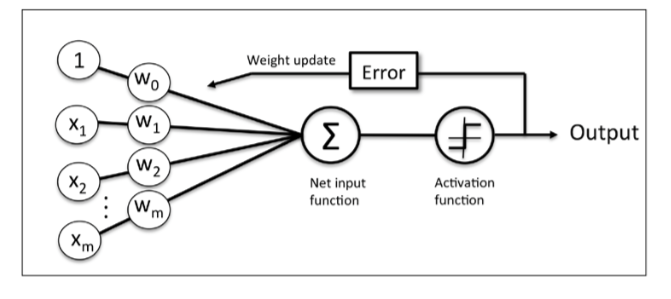 1
W0
Weight update
Error
X1
W1
Σ
Output
X2
W2
⋮
Wm
Xm
Net input
function
Activation
function